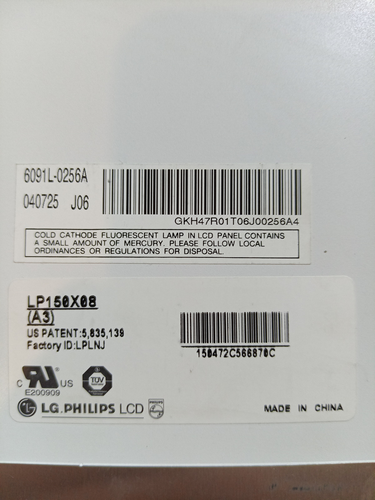 6091L-0256A
040725 J06
GKH47R01T06J00256A4
COLD CATHODE FLUORESCENT LAMP IN LCD PANEL CONTAINS
A SMALL AMOUNT OF MERCURY. PLEASE FOLLOW LOCAL
ORDINANCES OR REGULATIONS FOR DISPOSAL.
LP150X08
(A3)
US PATENT:5,835,139
Factory ID:LPLNJ
150472C566870C
C US
E200909
TÜV
LG.PHILIPS LCD
MADE IN CHINA